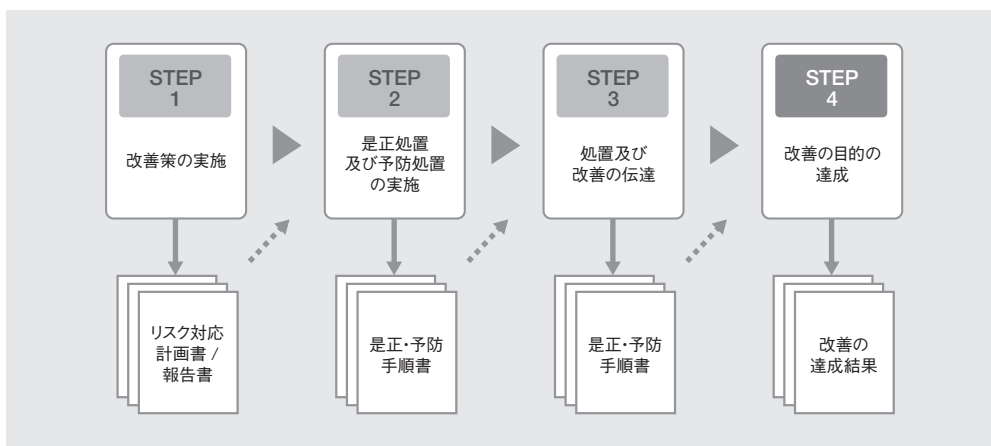 STEP
1
改善策の実施
STEP
2
是正処置
及び予防処置
の実施
STEP
3
処置及び
改善の伝達
STEP
4
改善の目的の
達成
リスク対応
計画書 /
報告書
是正・予防
手順書
是正・予防
手順書
改善の
達成結果